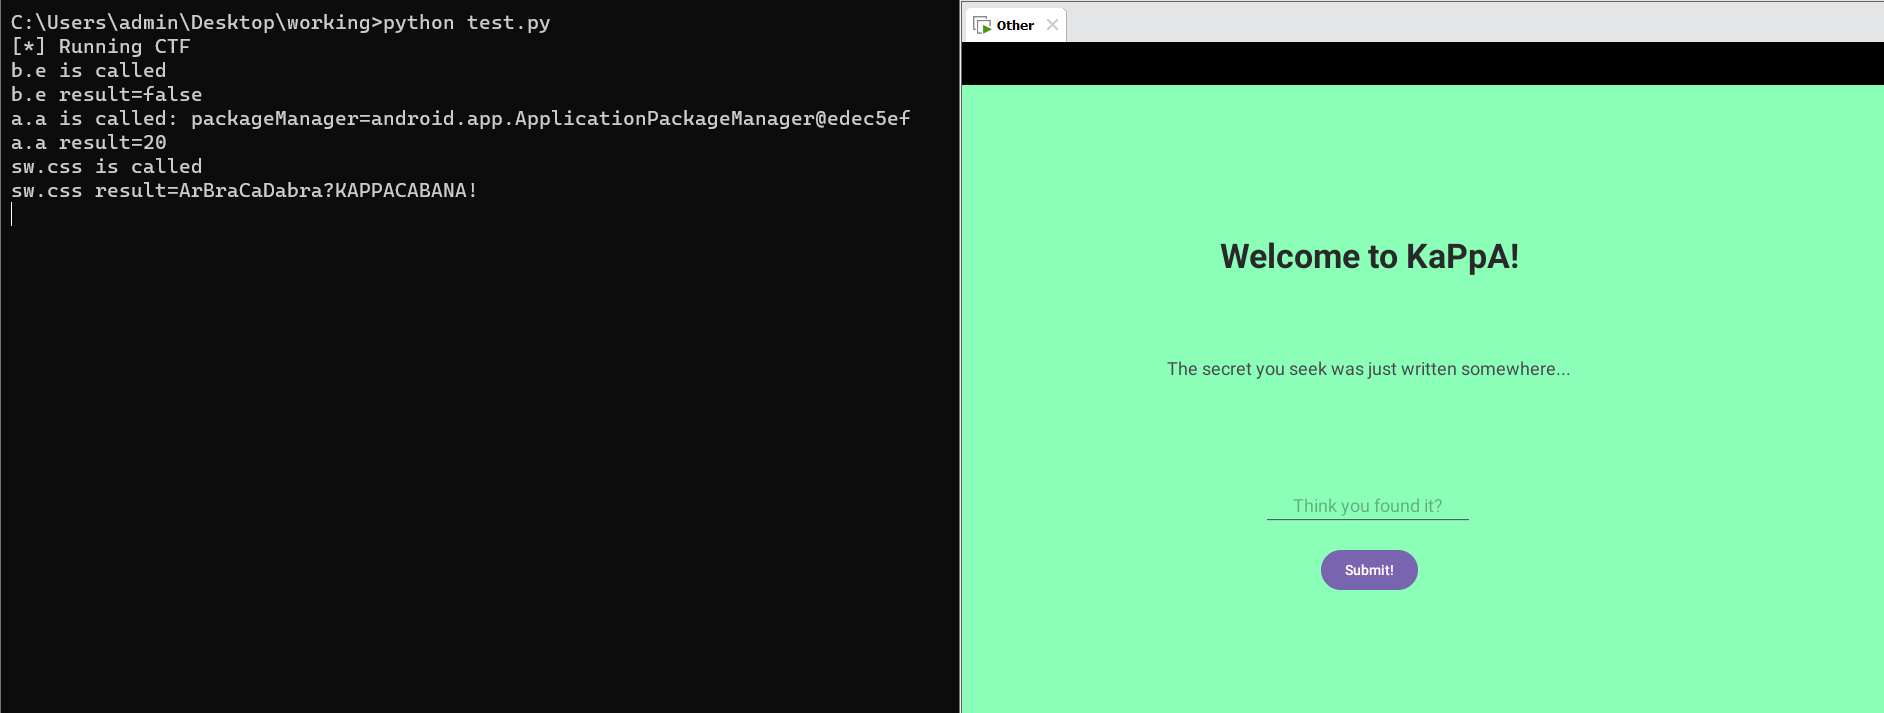 C:\Users\admin\Desktop\working>python test.py
[*] Running CTF
b.e is called
b.e result=false
a.a is called: packageManager=android.app.ApplicationPackageManager@edec5ef
a.a result=20
sw.css is called
sw.css result=ArBraCaDabra?KAPPACABANA!
Other
Welcome to KaPpA!
The secret you seek was just written somewhere...
Think you found it?
Submit!